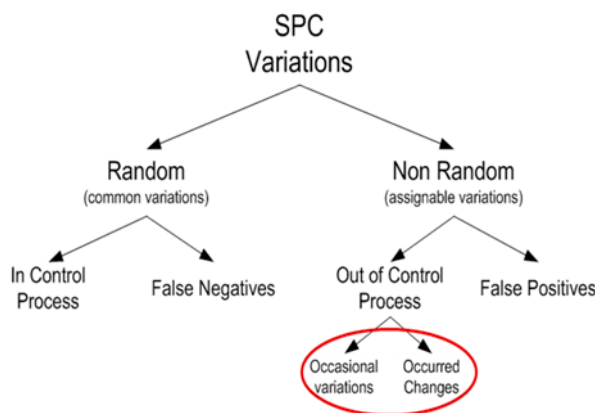 SPC
Variations
Random
(common variations)
Non Random
(assignable variations)
In Control
Process
False Negatives
Out of Control
Process
False Positives
Occasional
variations
Occurred
Changes